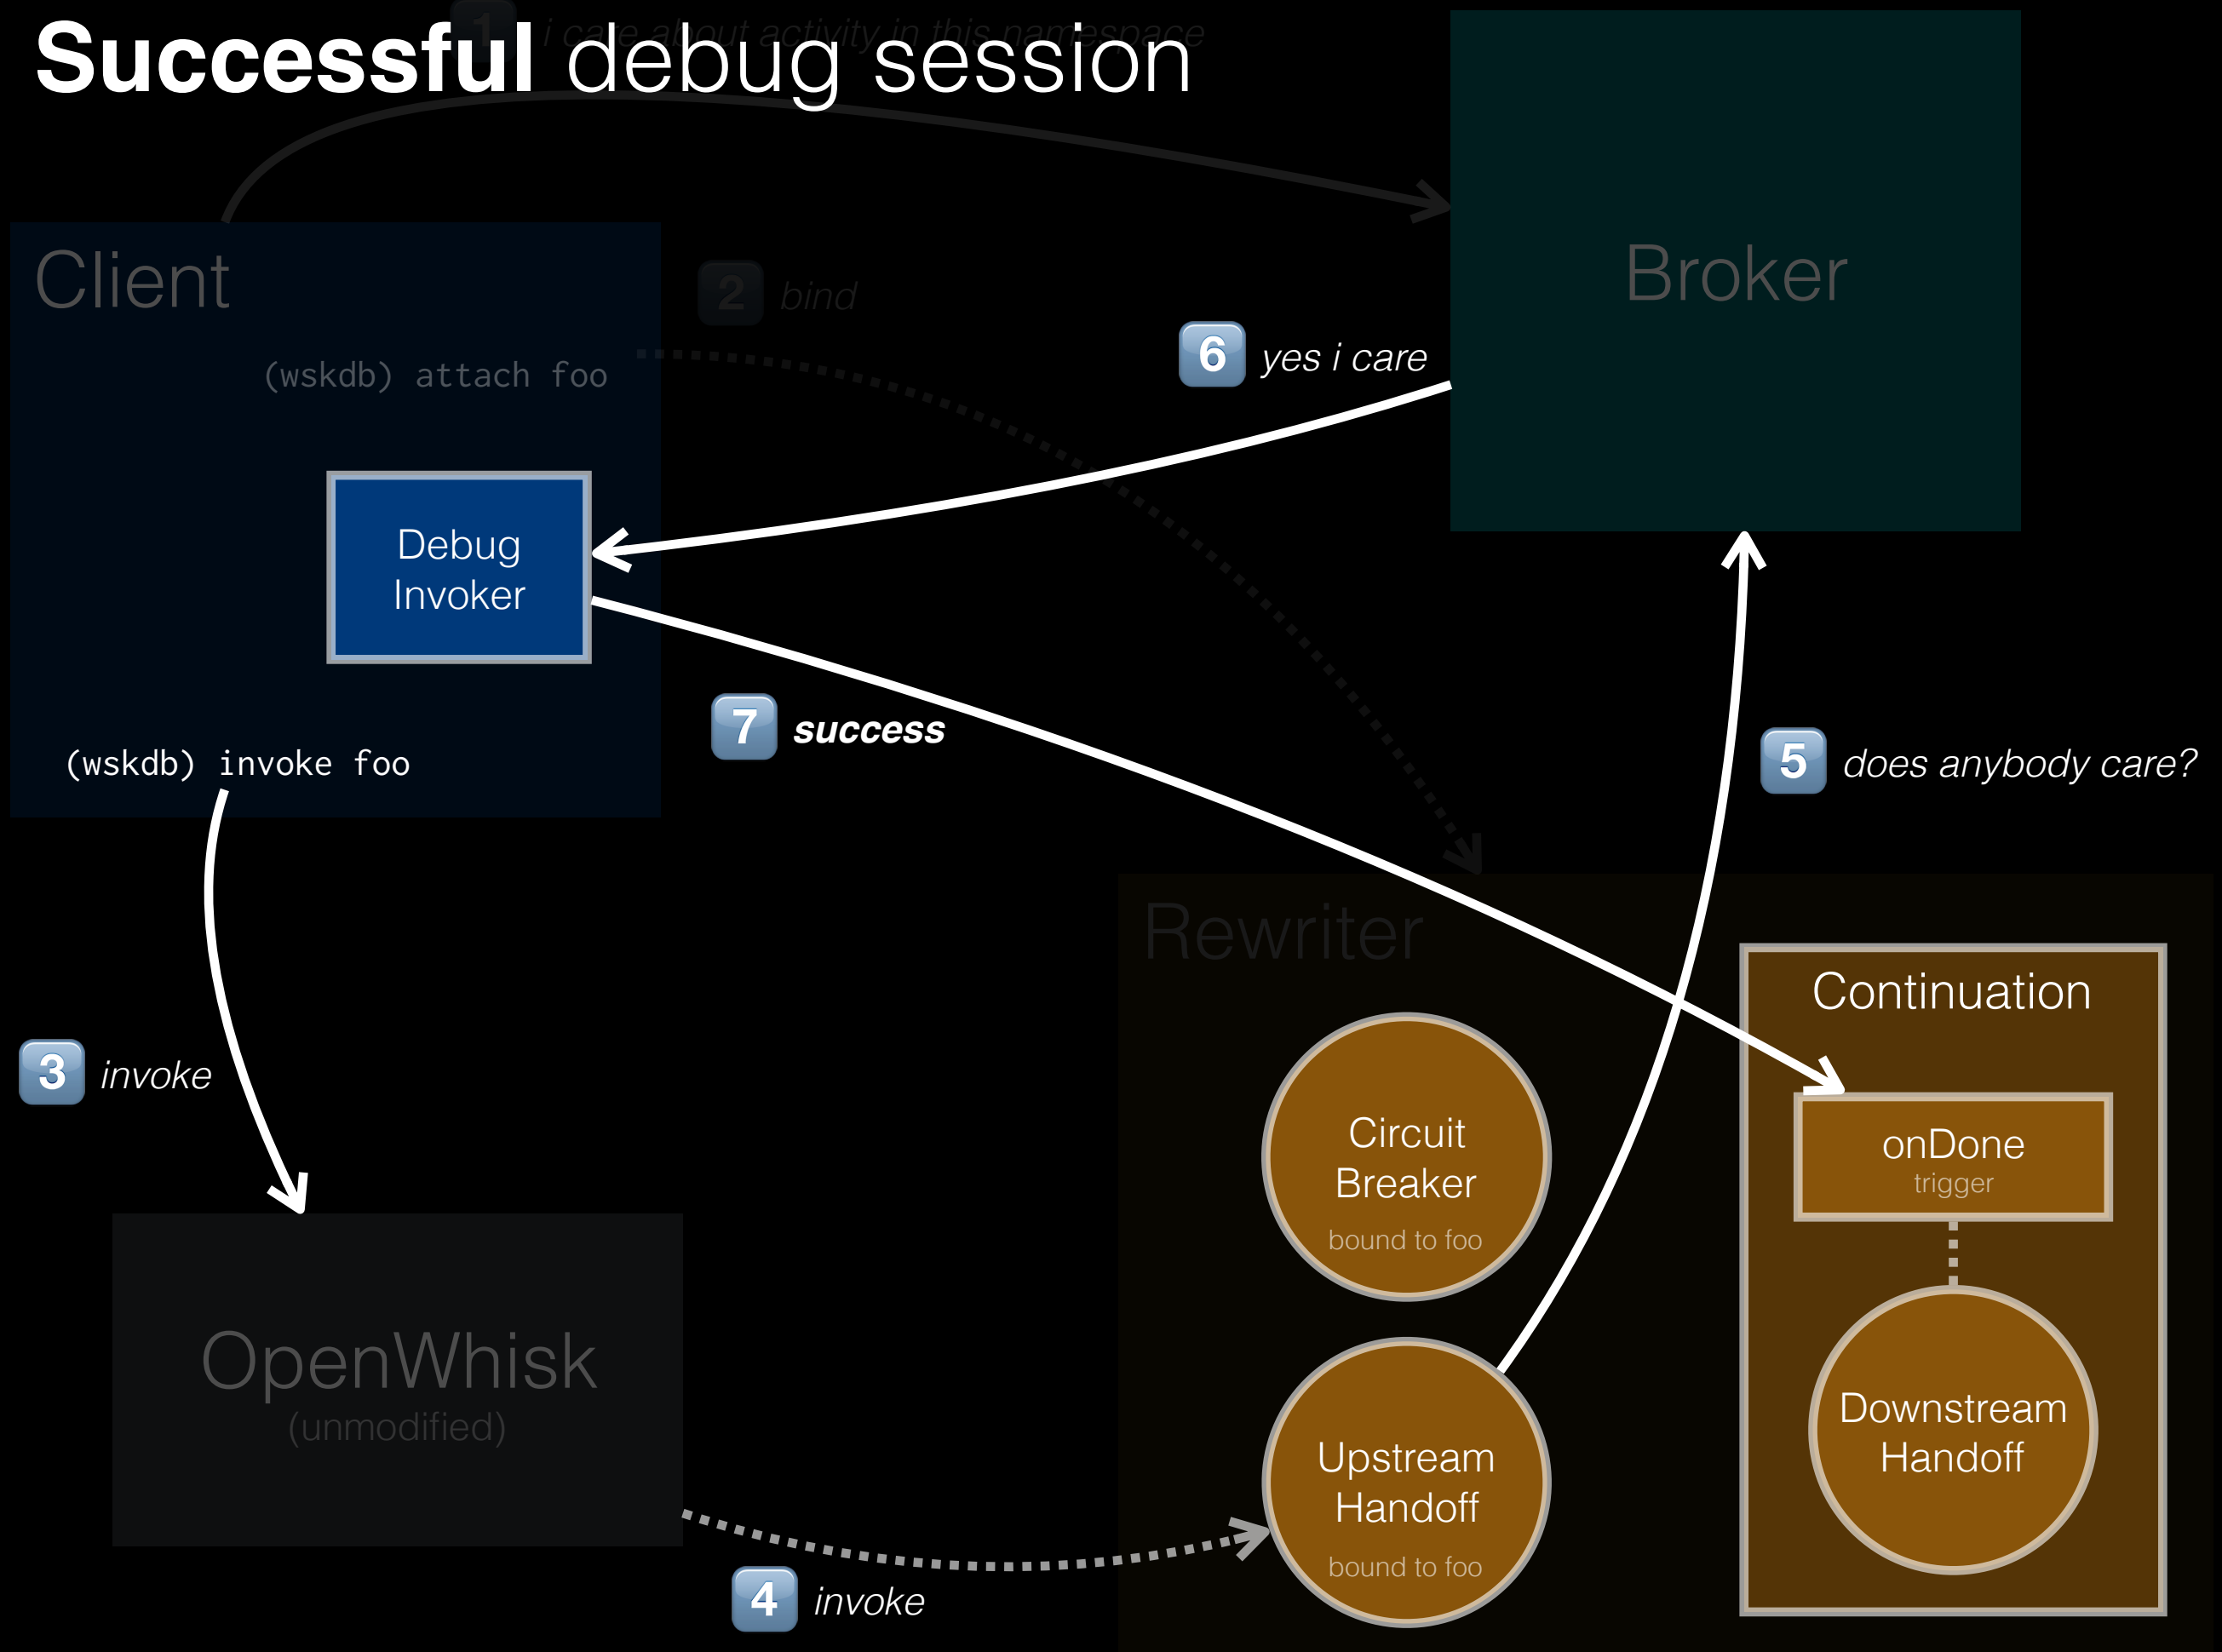 1 i care about activity in this namespace
Successful debug session
Client
2 bind
Broker
(wskdb) attach foo
6 yes i care
Debug
Invoker
7 success
(wskdb) invoke foo
5 does anybody care?
Rewriter
Continuation
3 invoke
Circuit
Breaker
bound to foo
onDone
trigger
OpenWhisk
(unmodified)
Downstream
Handoff
Upstream
Handoff
bound to foo
4 invoke